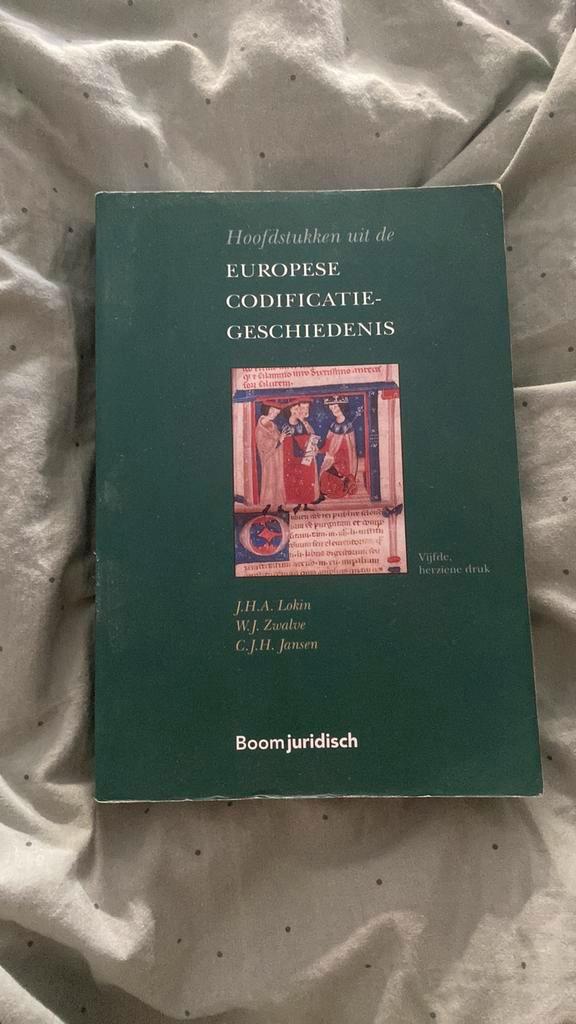 Hoofdstukken uit de
EUROPESE
CODIFICATIE-
GESCHIEDENIS
Vijfde,
herziene druk
J.H.A. Lokin
W.J. Zwalve
C.J.H. Jansen
Boomjuridisch